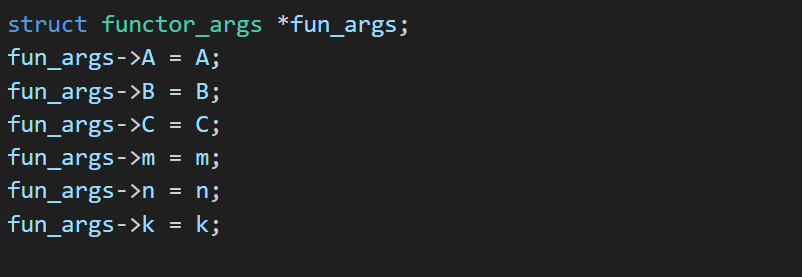 struct functor_args *fun_args;
fun_args->A = A;
fun_args->B = B;
fun_args->C = C;
fun_args->m = m;
fun_args->n = n;
fun_args->k = k;